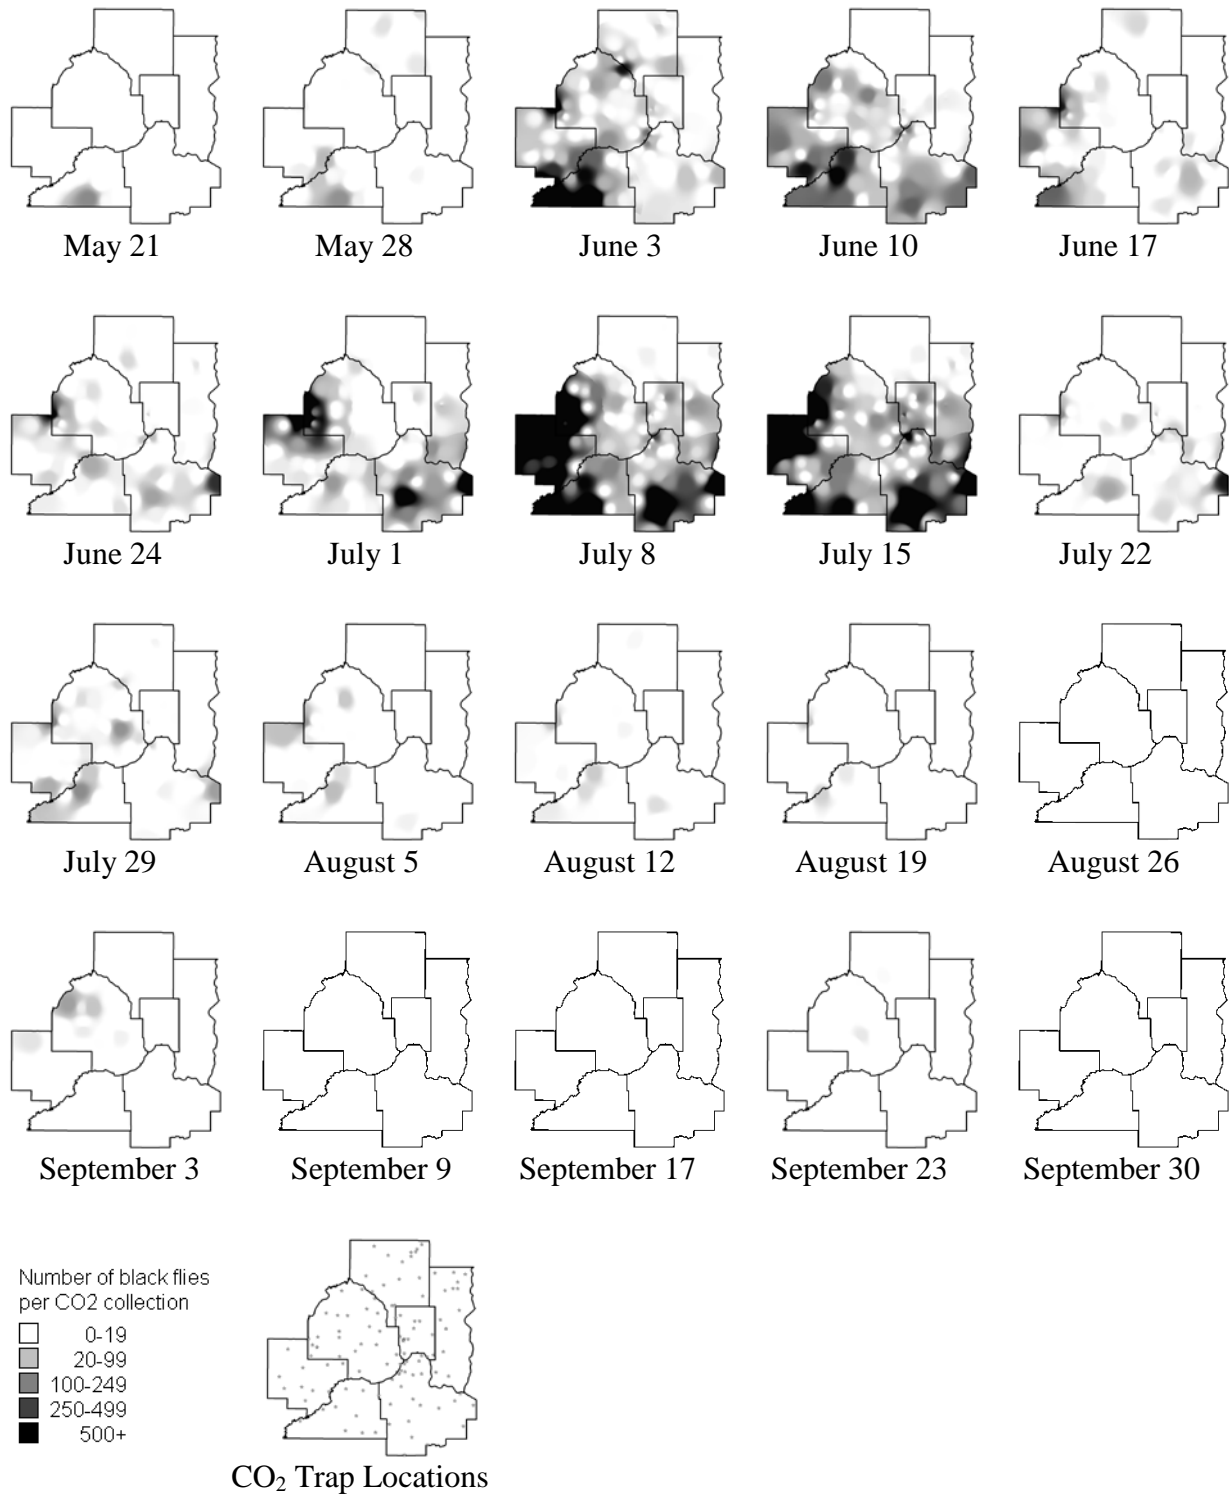 May 21
May 28
June 3
June 10
June 17
June 24
July 1
July 8
July 15
July 22
July 29
August 5
August 12
August 19
August 26
September 3
September 9
September 17
September 23
September 30
Number of black flies
per CO2 collection
0-19
20-99
100-249
250-499
500+
CO₂ Trap Locations